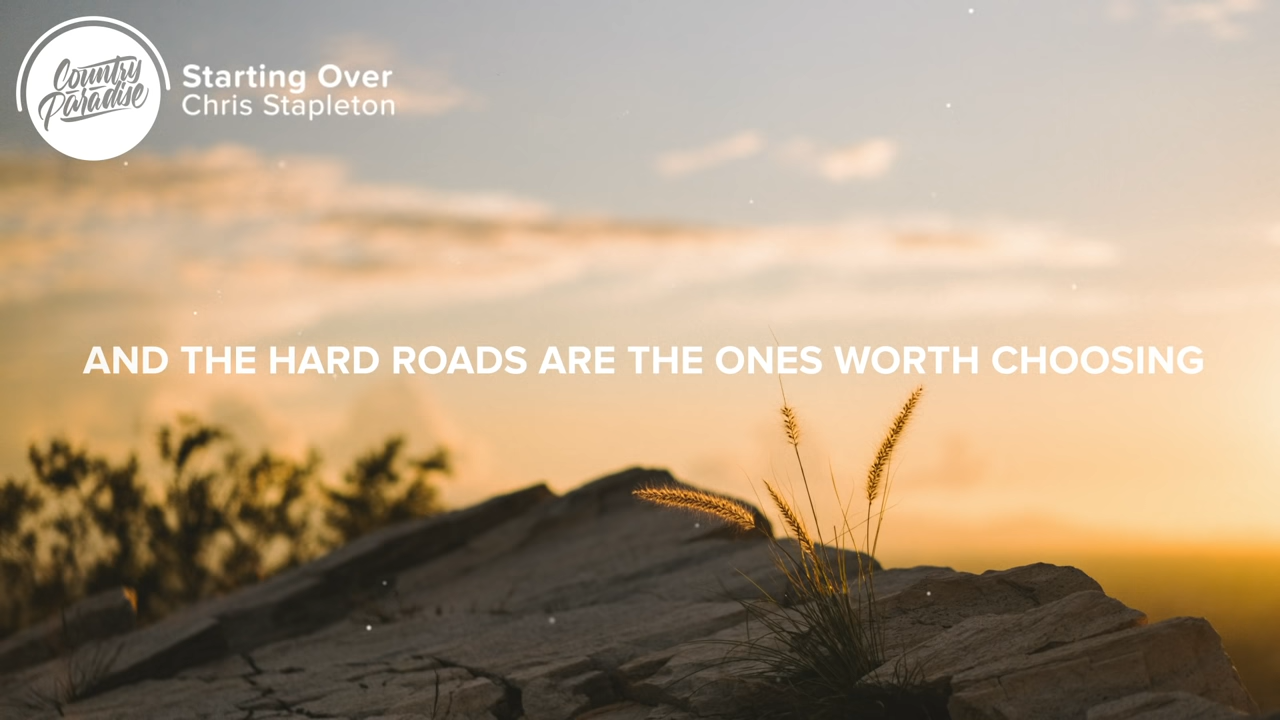 Country
Paradise
Starting Over
Chris Stapleton
AND THE HARD ROADS ARE THE ONES WORTH CHOOSING